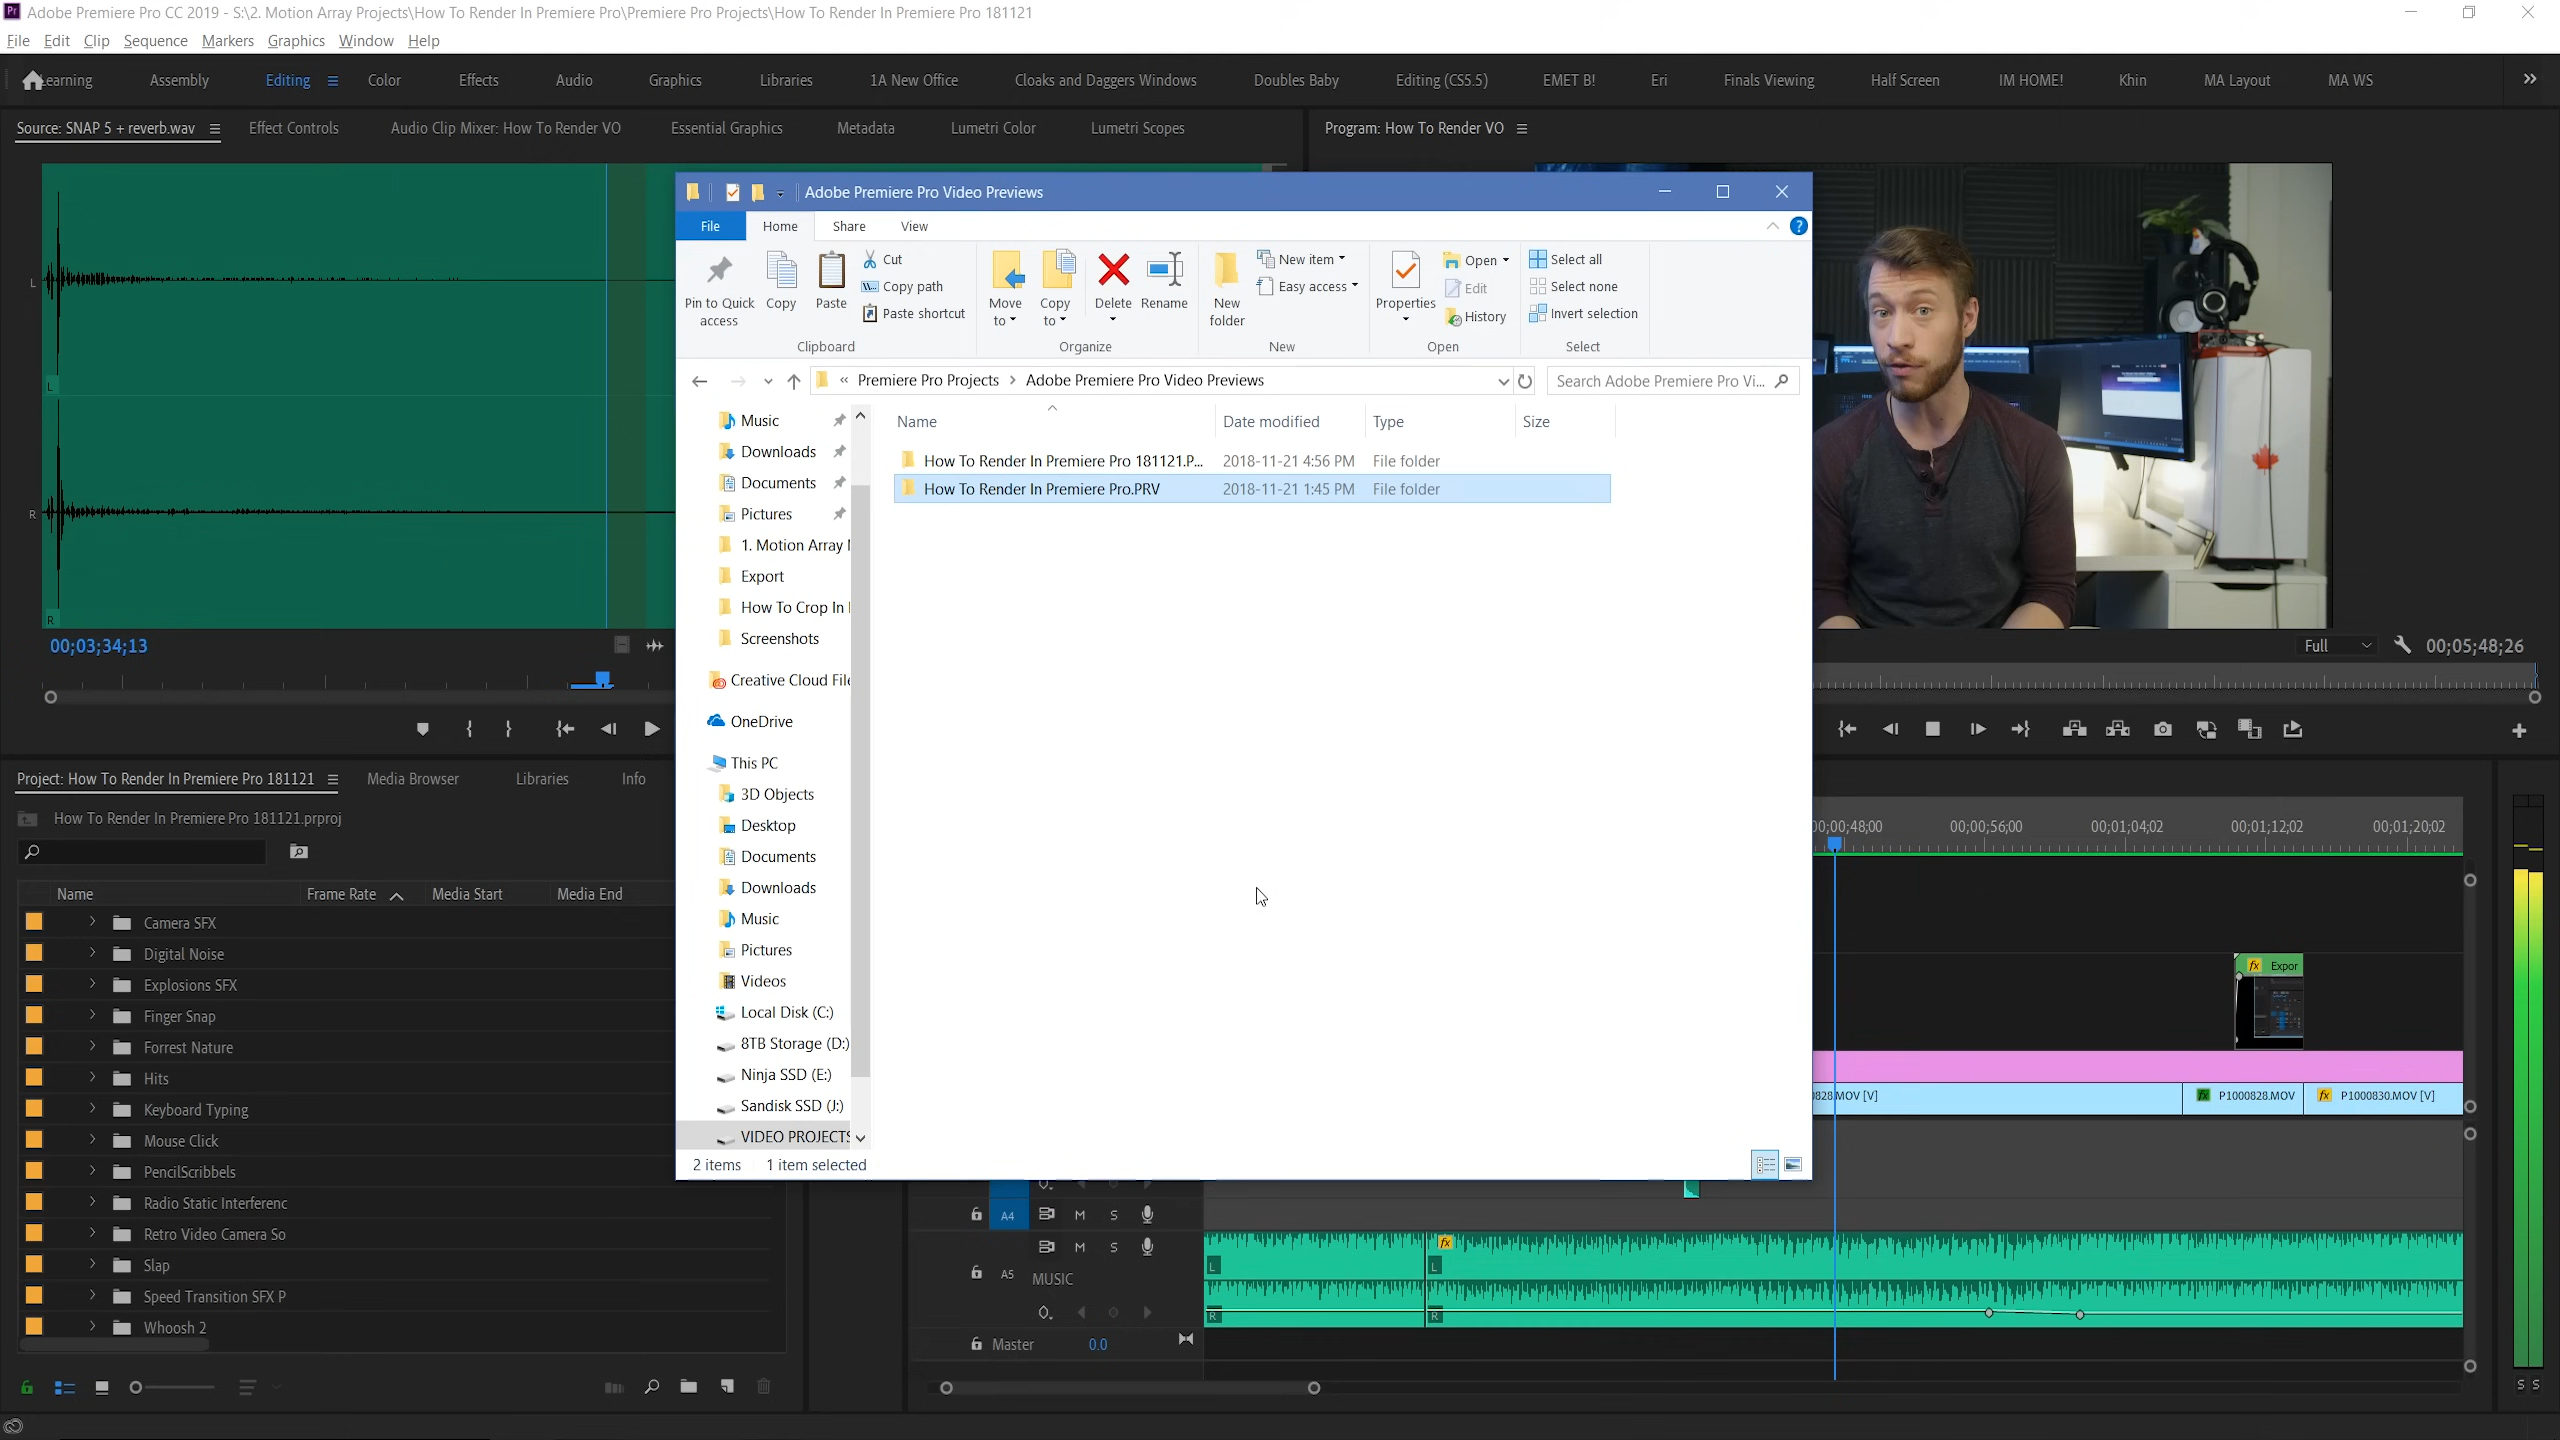 Adobe Premiere Pro CC 2019 - S:\2. Motion Array Projects\How To Render In Premiere Pro\Premiere Pro Projects\How To Render In Premiere Pro 181121
File Edit Clip Sequence Markers Graphics Window Help
earning Assembly Editing Color Effects Audio Graphics Libraries 1A New Office Cloaks and Daggers Windows Doubles Baby Editing (CS5.5) EMET B! Eri Finals Viewing Half Screen IM HOME! Khin MA Layout MA WS
Source: SNAP 5 + reverb.wav Effect Controls Audio Clip Mixer: How To Render VO Essential Graphics Metadata Lumetri Color Lumetri Scopes Program: How To Render VO
L
L
R
R
00;03;34;13
Adobe Premiere Pro Video Previews
File Home Share View
Pin to Quick access
Copy
Paste
Cut
Copy path
Paste shortcut
Clipboard
Move to
Copy to
Delete
Rename
Organize
New folder
New item
Easy access
New
Properties
Open
Edit
History
Open
Select all
Select none
Invert selection
Select
« Premiere Pro Projects > Adobe Premiere Pro Video Previews
Search Adobe Premiere Pro Vi...
Name Date modified Type Size
How To Render In Premiere Pro 181121.P... 2018-11-21 4:56 PM File folder
How To Render In Premiere Pro.PRV 2018-11-21 1:45 PM File folder
Music
Downloads
Documents
Pictures
1. Motion Array
Export
How To Crop In
Screenshots
Creative Cloud File
OneDrive
This PC
3D Objects
Desktop
Documents
Downloads
Music
Pictures
Videos
Local Disk (C:)
8TB Storage (D:)
Ninja SSD (E:)
Sandisk SSD (J:)
VIDEO PROJECTS
2 items 1 item selected
Full 00;05;48;26
Project: How To Render In Premiere Pro 181121 Media Browser Libraries Info
How To Render In Premiere Pro 181121.prproj
Name Frame Rate Media Start Media End
Camera SFX
Digital Noise
Explosions SFX
Finger Snap
Forrest Nature
Hits
Keyboard Typing
Mouse Click
PencilScribbels
Radio Static Interferenc
Retro Video Camera So
Slap
Speed Transition SFX P
Whoosh 2
00;00;48;00 00;00;56;00 00;01;04;02 00;01;12;02 00;01;20;02
fx Expor
828.MOV [V] fx P1000828.MOV fx P1000830.MOV [V]
A4 M S
M S
A5 MUSIC
fx
L L
R R
Master 0.0
S S